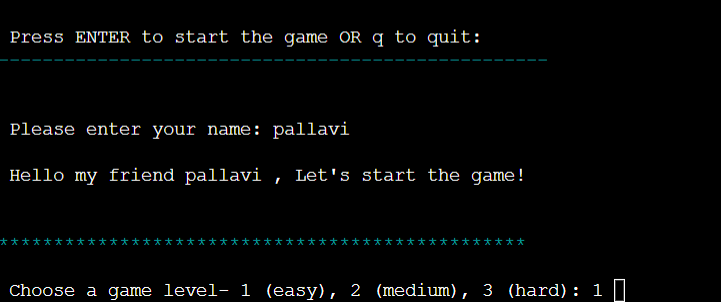 Press ENTER to start the game OR q to quit:
--------------------------------------------------
Please enter your name: pallavi
Hello my friend pallavi , Let's start the game!
************************************************
Choose a game level- 1 (easy), 2 (medium), 3 (hard): 1